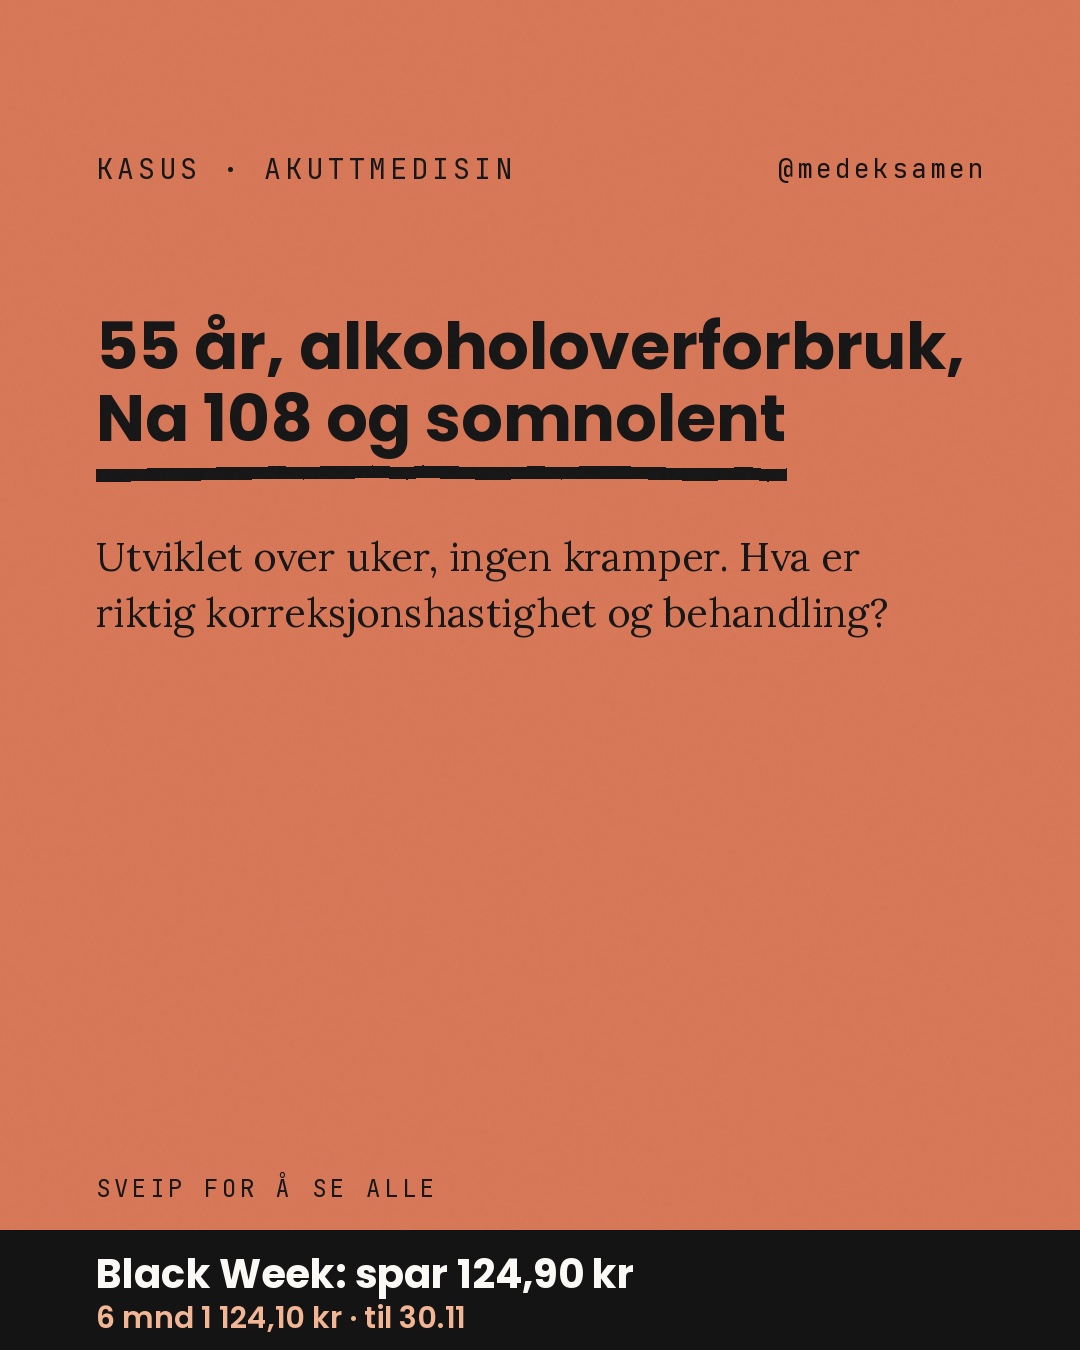 KASUS · AKUTTMEDISIN
@medeksamen
55 år, alkoholoverforbruk,
Na 108 og somnolent
Utviklet over uker, ingen kramper. Hva er
riktig korreksjonshastighet og behandling?
SVEIP FOR Å SE ALLE
Black Week: spar 124,90 kr
6 mnd 1 124,10 kr · til 30.11